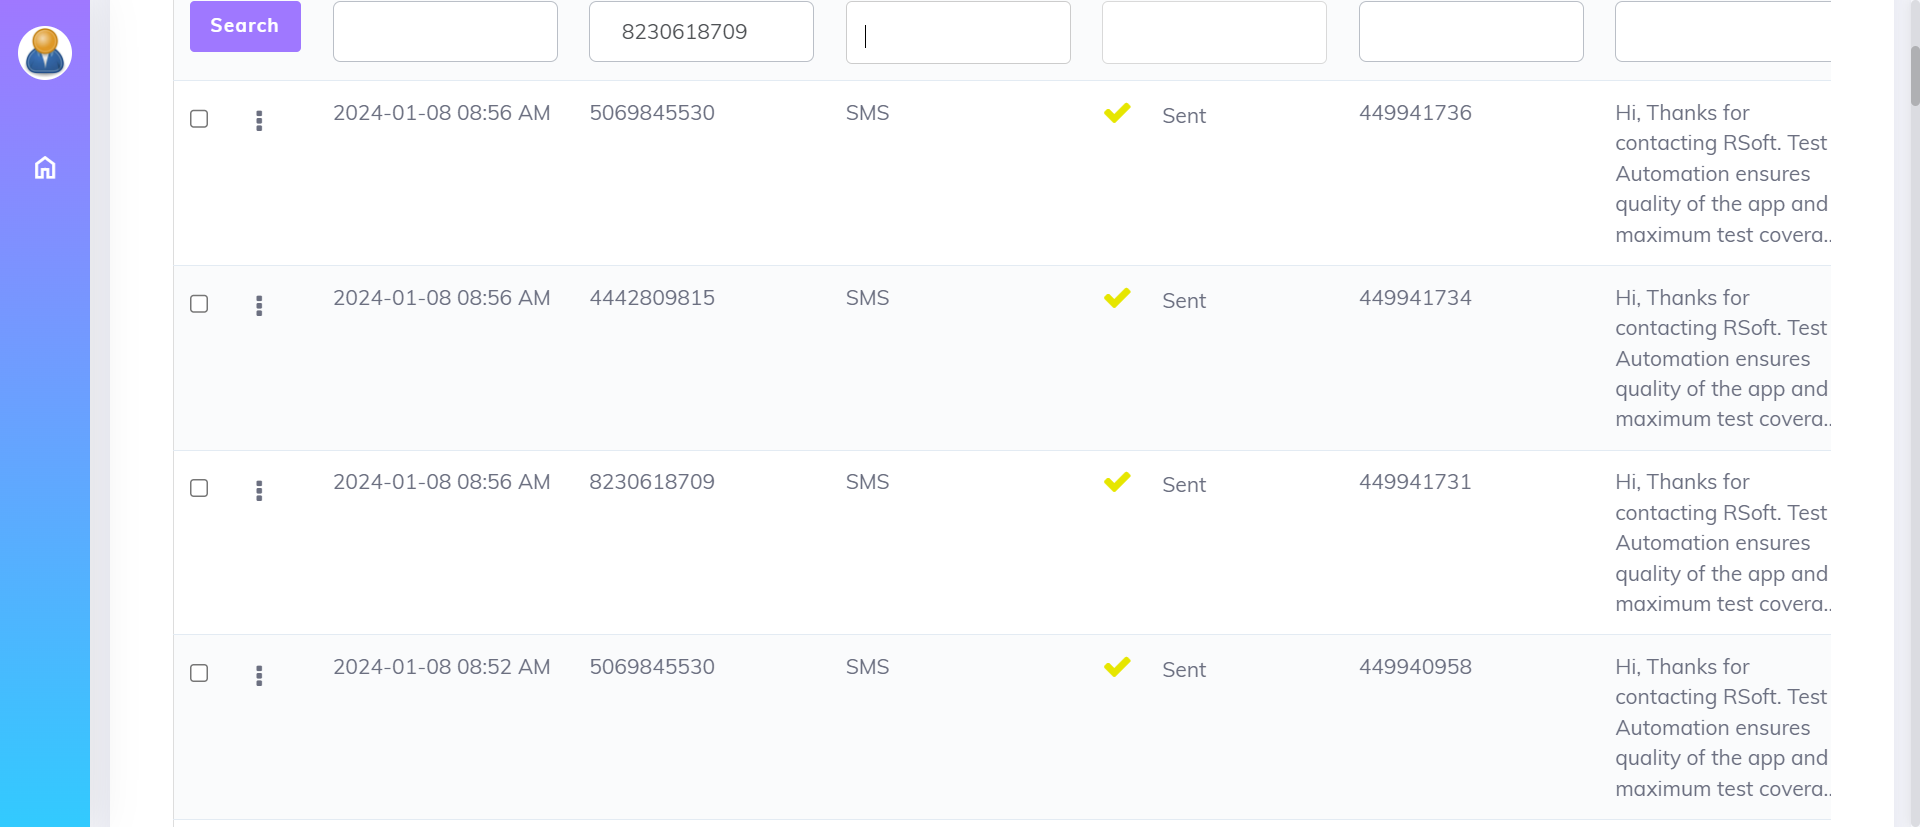 Search 8230618709
2024-01-08 08:56 AM 5069845530 SMS Sent 449941736 Hi, Thanks for
contacting RSoft. Test
Automation ensures
quality of the app and
maximum test covera..
2024-01-08 08:56 AM 4442809815 SMS Sent 449941734 Hi, Thanks for
contacting RSoft. Test
Automation ensures
quality of the app and
maximum test covera..
2024-01-08 08:56 AM 8230618709 SMS Sent 449941731 Hi, Thanks for
contacting RSoft. Test
Automation ensures
quality of the app and
maximum test covera..
2024-01-08 08:52 AM 5069845530 SMS Sent 449940958 Hi, Thanks for
contacting RSoft. Test
Automation ensures
quality of the app and
maximum test covera..